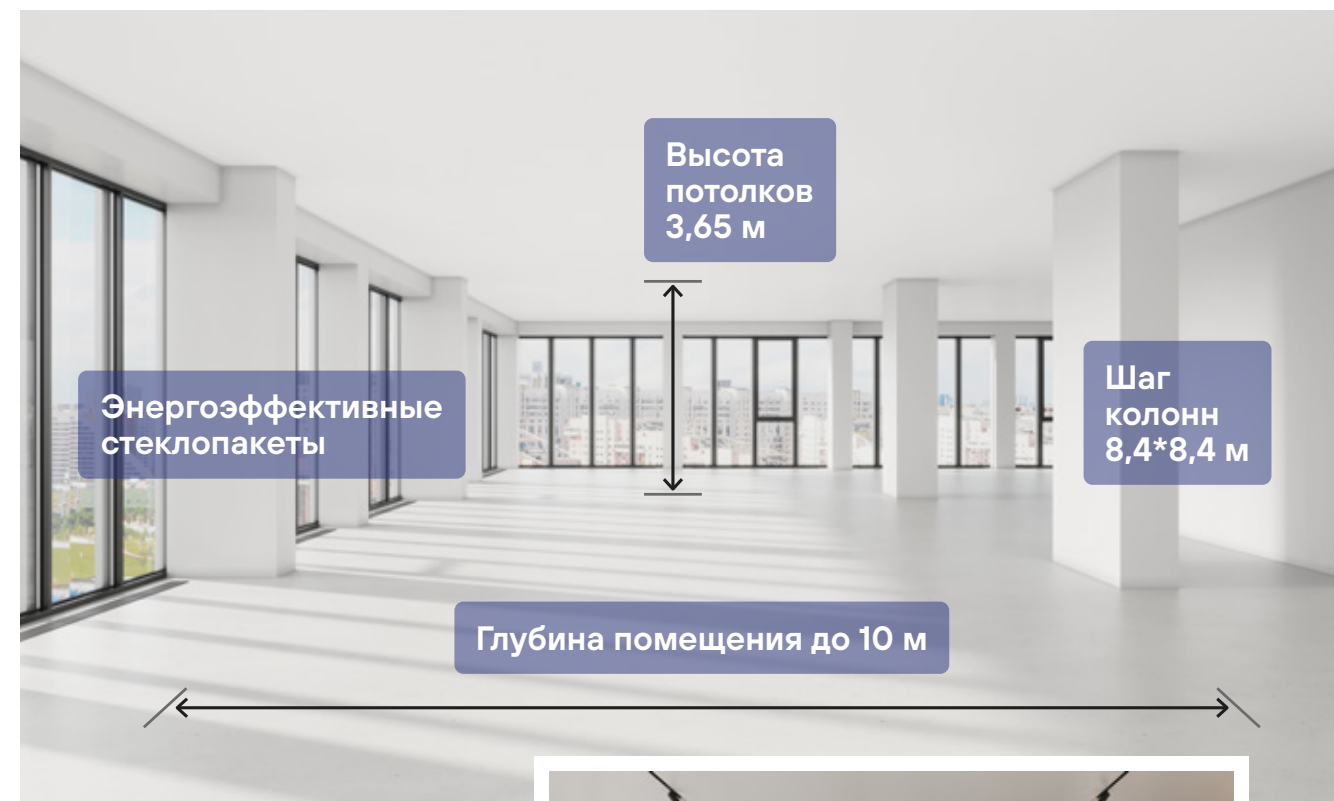 Высота
потолков
3,65 м
Энергоэффективные
стеклопакеты
Шаг
колонн
8,4*8,4 м
Глубина помещения до 10 м